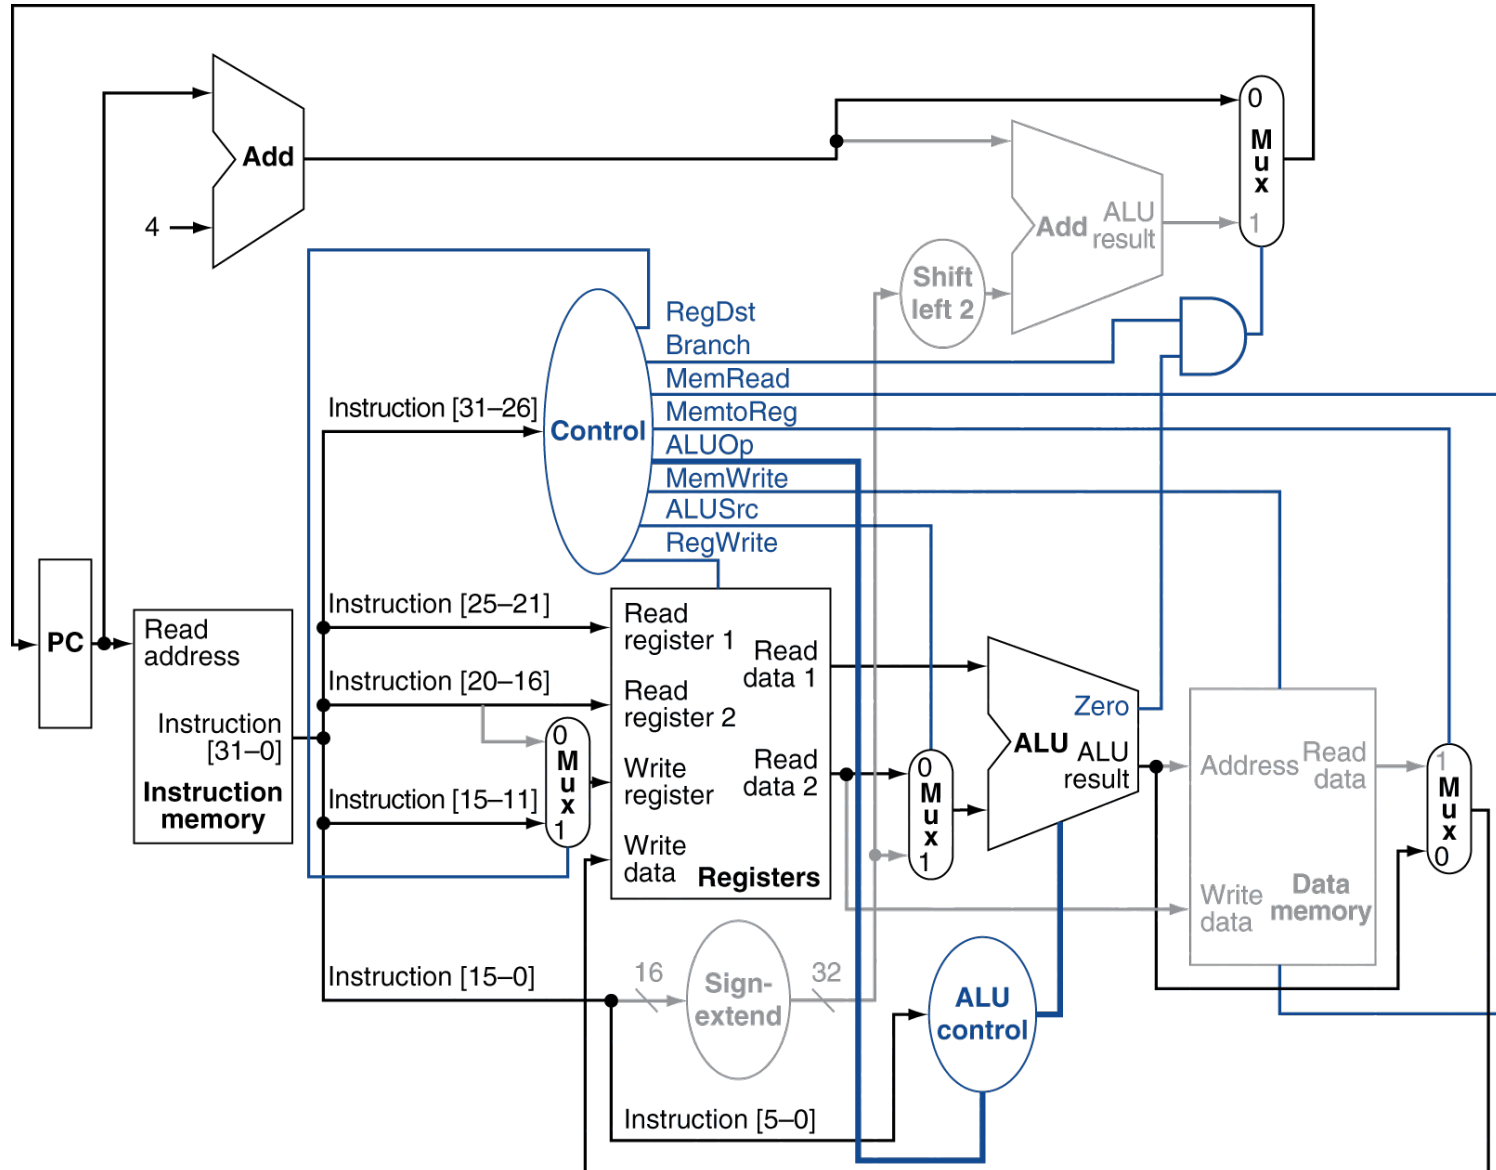 0
M
u
x
1
Add
4
Add
ALU
result
Shift
left 2
RegDst
Branch
MemRead
MemtoReg
ALUOp
MemWrite
ALUSrc
RegWrite
Control
Instruction [31–26]
Instruction [25–21]
Instruction [20–16]
Instruction [15–11]
Instruction [15–0]
Instruction [5–0]
PC
Read
address
Instruction
[31–0]
Instruction
memory
0
M
u
x
1
Read
register 1
Read
register 2
Write
register
Write
data
Read
data 1
Read
data 2
Registers
0
M
u
x
1
Zero
ALU
ALU
result
Address
Read
data
Write
data
Data
memory
1
M
u
x
0
16
Sign-
extend
32
ALU
control